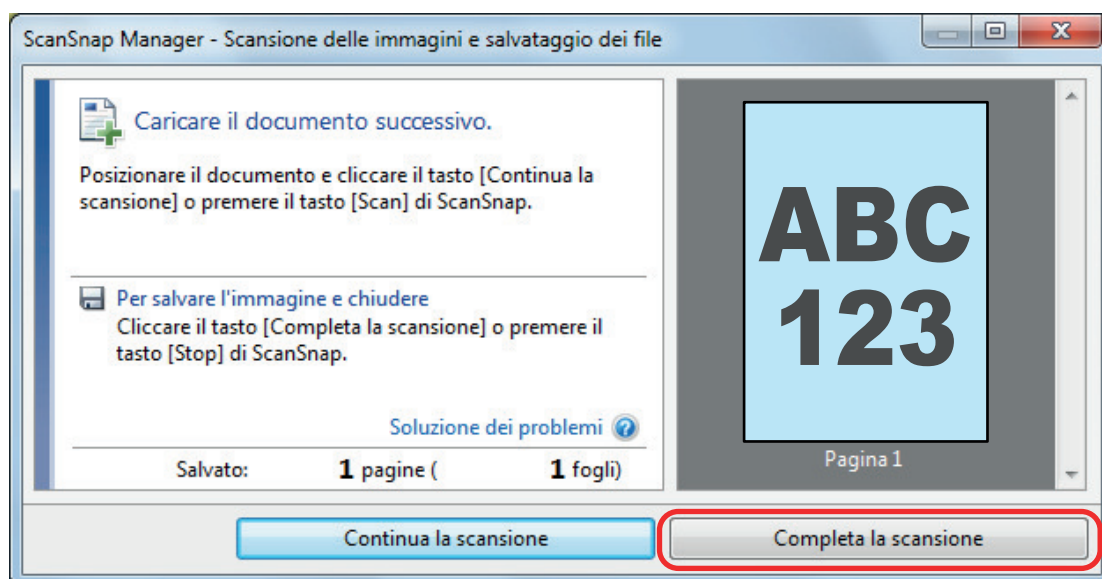 ScanSnap Manager - Scansione delle immagini e salvataggio dei file
Caricare il documento successivo.
Posizionare il documento e cliccare il tasto [Continua la
scansione] o premere il tasto [Scan] di ScanSnap.
Per salvare l'immagine e chiudere
Cliccare il tasto [Completa la scansione] o premere il
tasto [Stop] di ScanSnap.
Soluzione dei problemi
Salvato: 1 pagine ( 1 fogli)
ABC
123
Pagina 1
Continua la scansione
Completa la scansione